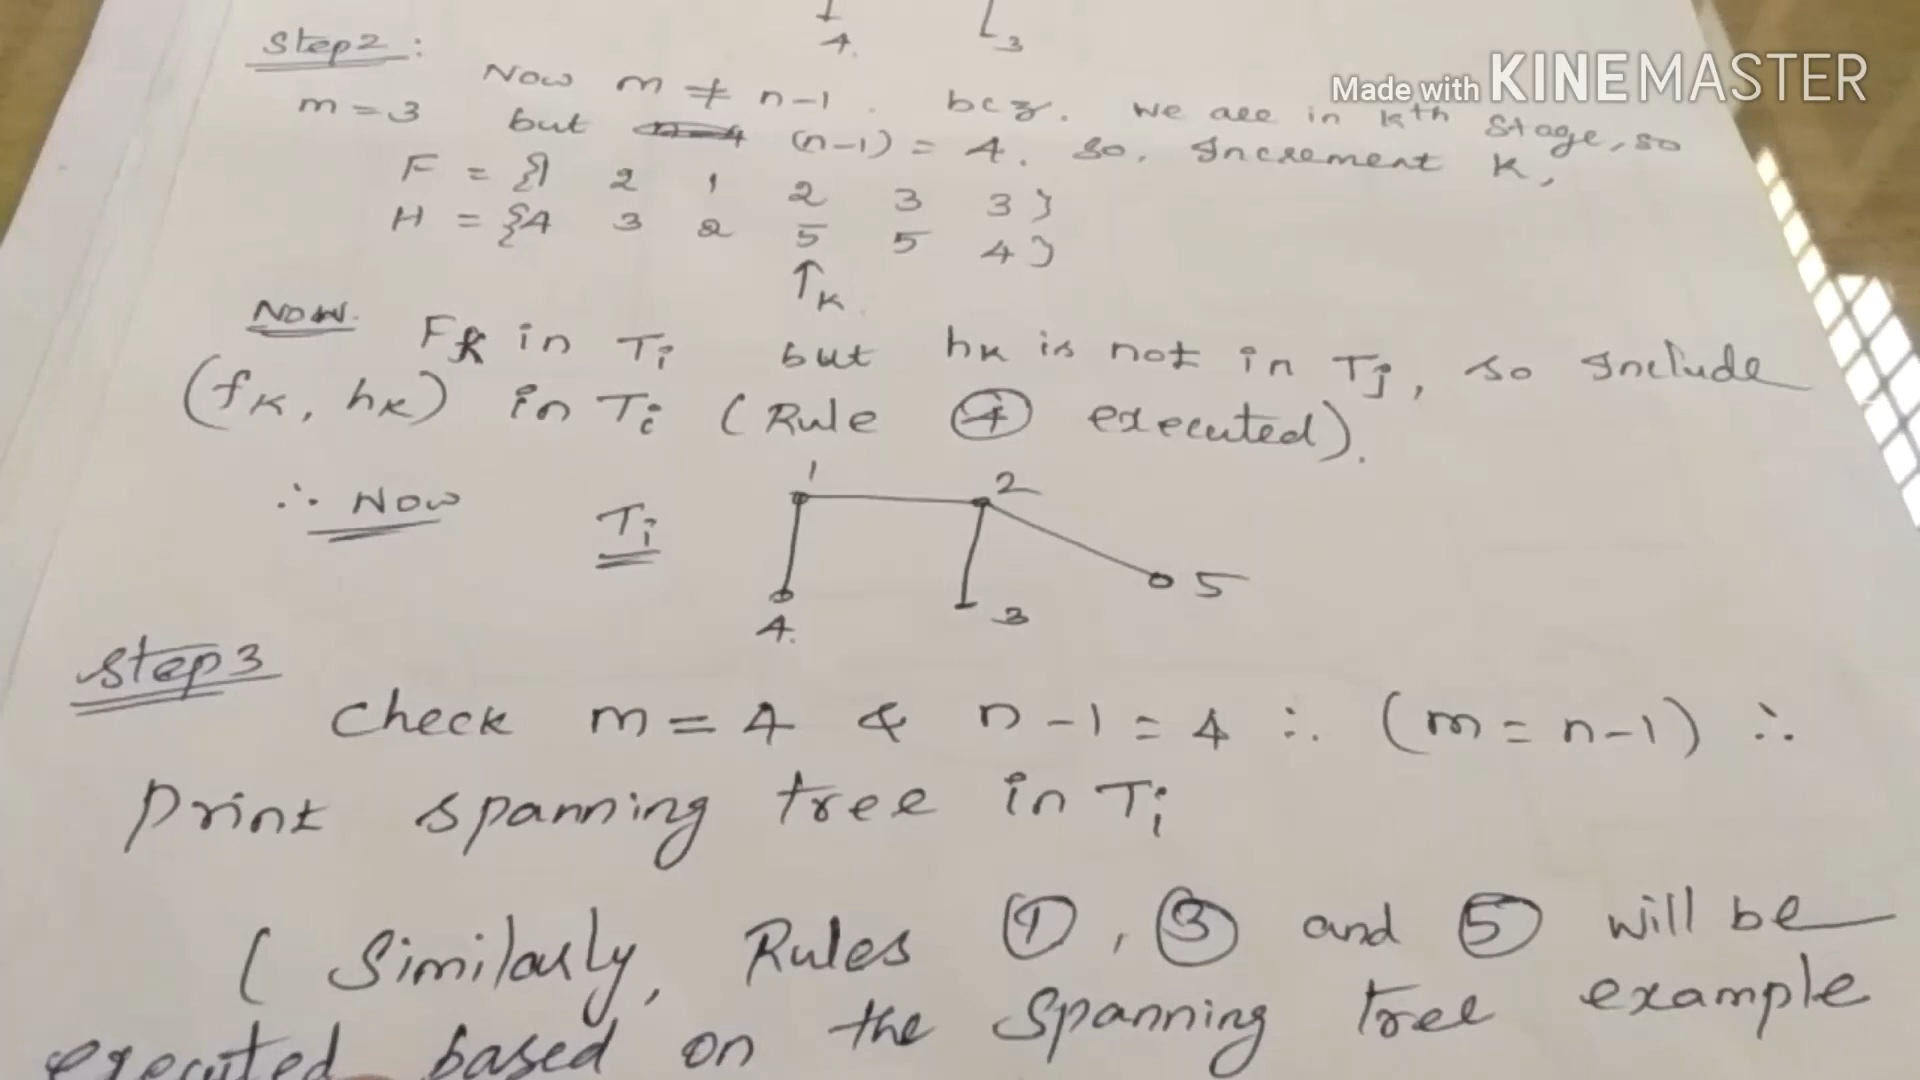 4.
3
Step2:
Made with KINEMASTER
Now m ≠ n-1. bcz. We are in kth stage, so
m = 3 but (n-1) = 4. So, Increment K,
F = {1 2 1 2 3 3}
H = {4 3 2 5 5 4}
↑K
Now. Fk in Ti but hk is not in Tj, so Include
(fk, hk) in Ti (Rule ④ executed).
∴ Now Ti
1 2
5
4. 3
Step3
Check m = 4 & n-1 = 4 ∴ (m = n-1) ∴
print spanning tree in Ti
( Similarly, Rules ①, ③ and ⑤ will be
executed based on the Spanning tree example